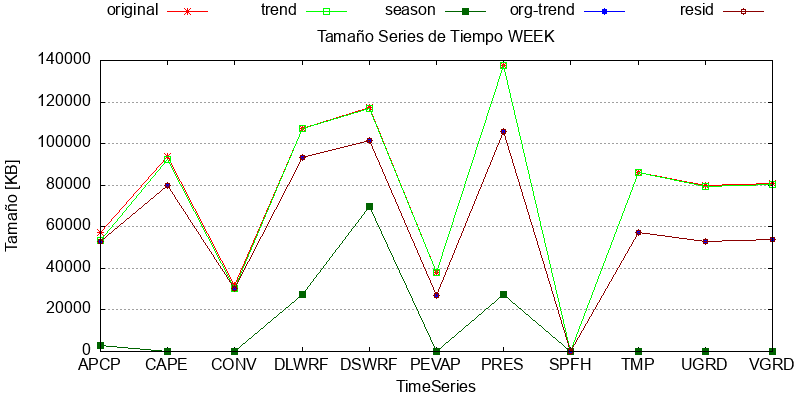 original trend season org-trend resid
Tamaño Series de Tiempo WEEK
140000
120000
100000
80000
60000
40000
20000
0
Tamaño [KB]
APCP CAPE CONV DLWRF DSWRF PEVAP PRES SPFH TMP UGRD VGRD
TimeSeries